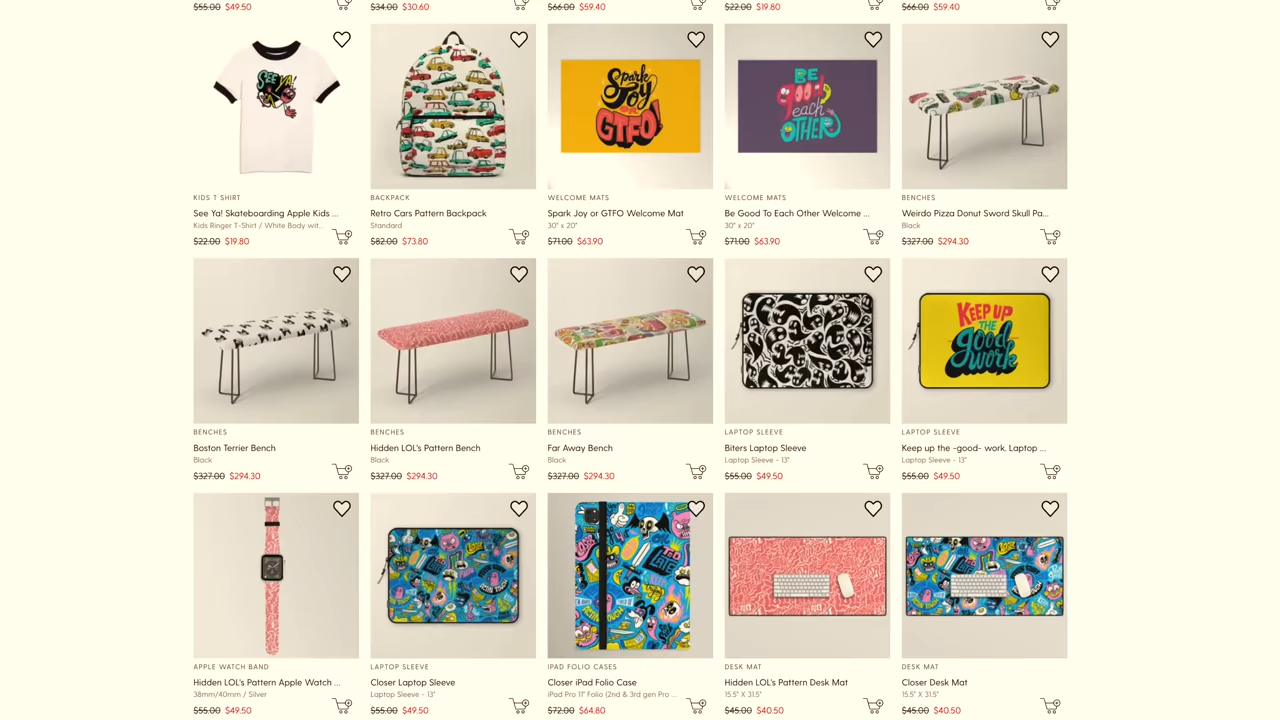 $55.00 $49.50
$34.00 $30.60
$66.00 $59.40
$22.00 $19.80
$66.00 $59.40
SEE YA!
Spark Joy or GTFO!
BE good each OTHER
KIDS T SHIRT
See Ya! Skateboarding Apple Kids ...
Kids Ringer T-Shirt / White Body wit...
$22.00 $19.80
BACKPACK
Retro Cars Pattern Backpack
Standard
$82.00 $73.80
WELCOME MATS
Spark Joy or GTFO Welcome Mat
30" x 20"
$71.00 $63.90
WELCOME MATS
Be Good To Each Other Welcome ...
30" x 20"
$71.00 $63.90
BENCHES
Weirdo Pizza Donut Sword Skull Pa...
Black
$327.00 $294.30
KEEP UP THE good work
BENCHES
Boston Terrier Bench
Black
$327.00 $294.30
BENCHES
Hidden LOL's Pattern Bench
Black
$327.00 $294.30
BENCHES
Far Away Bench
Black
$327.00 $294.30
LAPTOP SLEEVE
Biters Laptop Sleeve
Laptop Sleeve - 13"
$55.00 $49.50
LAPTOP SLEEVE
Keep up the -good- work. Laptop ...
Laptop Sleeve - 13"
$55.00 $49.50
APPLE WATCH BAND
Hidden LOL's Pattern Apple Watch ...
38mm/40mm / Silver
$55.00 $49.50
LAPTOP SLEEVE
Closer Laptop Sleeve
Laptop Sleeve - 13"
$55.00 $49.50
IPAD FOLIO CASES
Closer iPad Folio Case
iPad Pro 11" Folio (2nd & 3rd gen Pro ...
$72.00 $64.80
DESK MAT
Hidden LOL's Pattern Desk Mat
15.5" X 31.5"
$45.00 $40.50
DESK MAT
Closer Desk Mat
15.5" X 31.5"
$45.00 $40.50